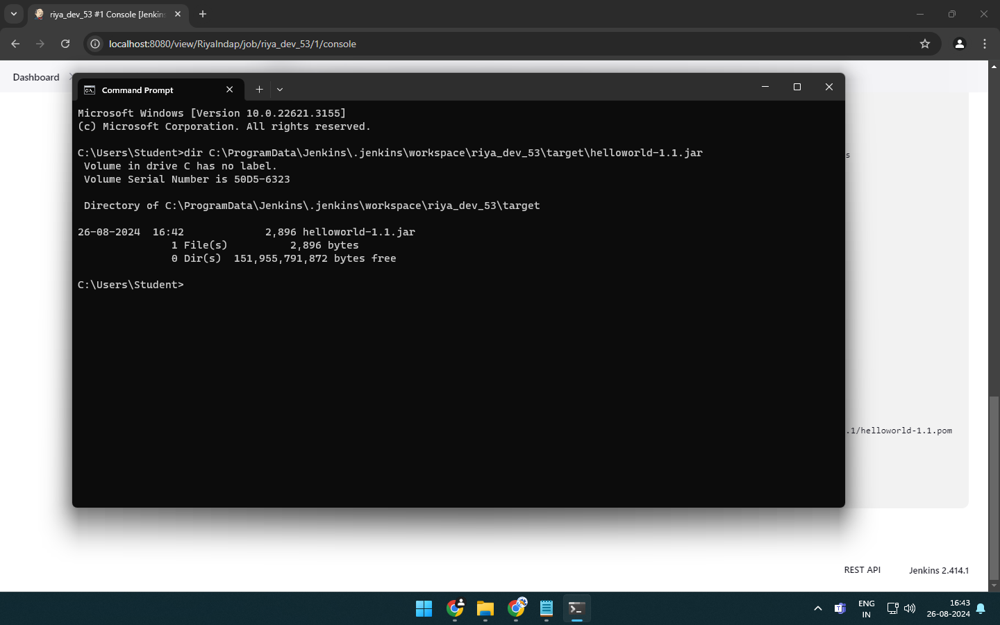 riya_dev_53 #1 Console [Jenkins
localhost:8080/view/RiyaIndap/job/riya_dev_53/1/console
Dashboard
Command Prompt
Microsoft Windows [Version 10.0.22621.3155]
(c) Microsoft Corporation. All rights reserved.
C:\Users\Student>dir C:\ProgramData\Jenkins\.jenkins\workspace\riya_dev_53\target\helloworld-1.1.jar
Volume in drive C has no label.
Volume Serial Number is 50D5-6323
Directory of C:\ProgramData\Jenkins\.jenkins\workspace\riya_dev_53\target
26-08-2024  16:42             2,896 helloworld-1.1.jar
1 File(s)          2,896 bytes
0 Dir(s)  151,955,791,872 bytes free
C:\Users\Student>
s
.1/helloworld-1.1.pom
REST API
Jenkins 2.414.1
ENG
IN
16:43
26-08-2024